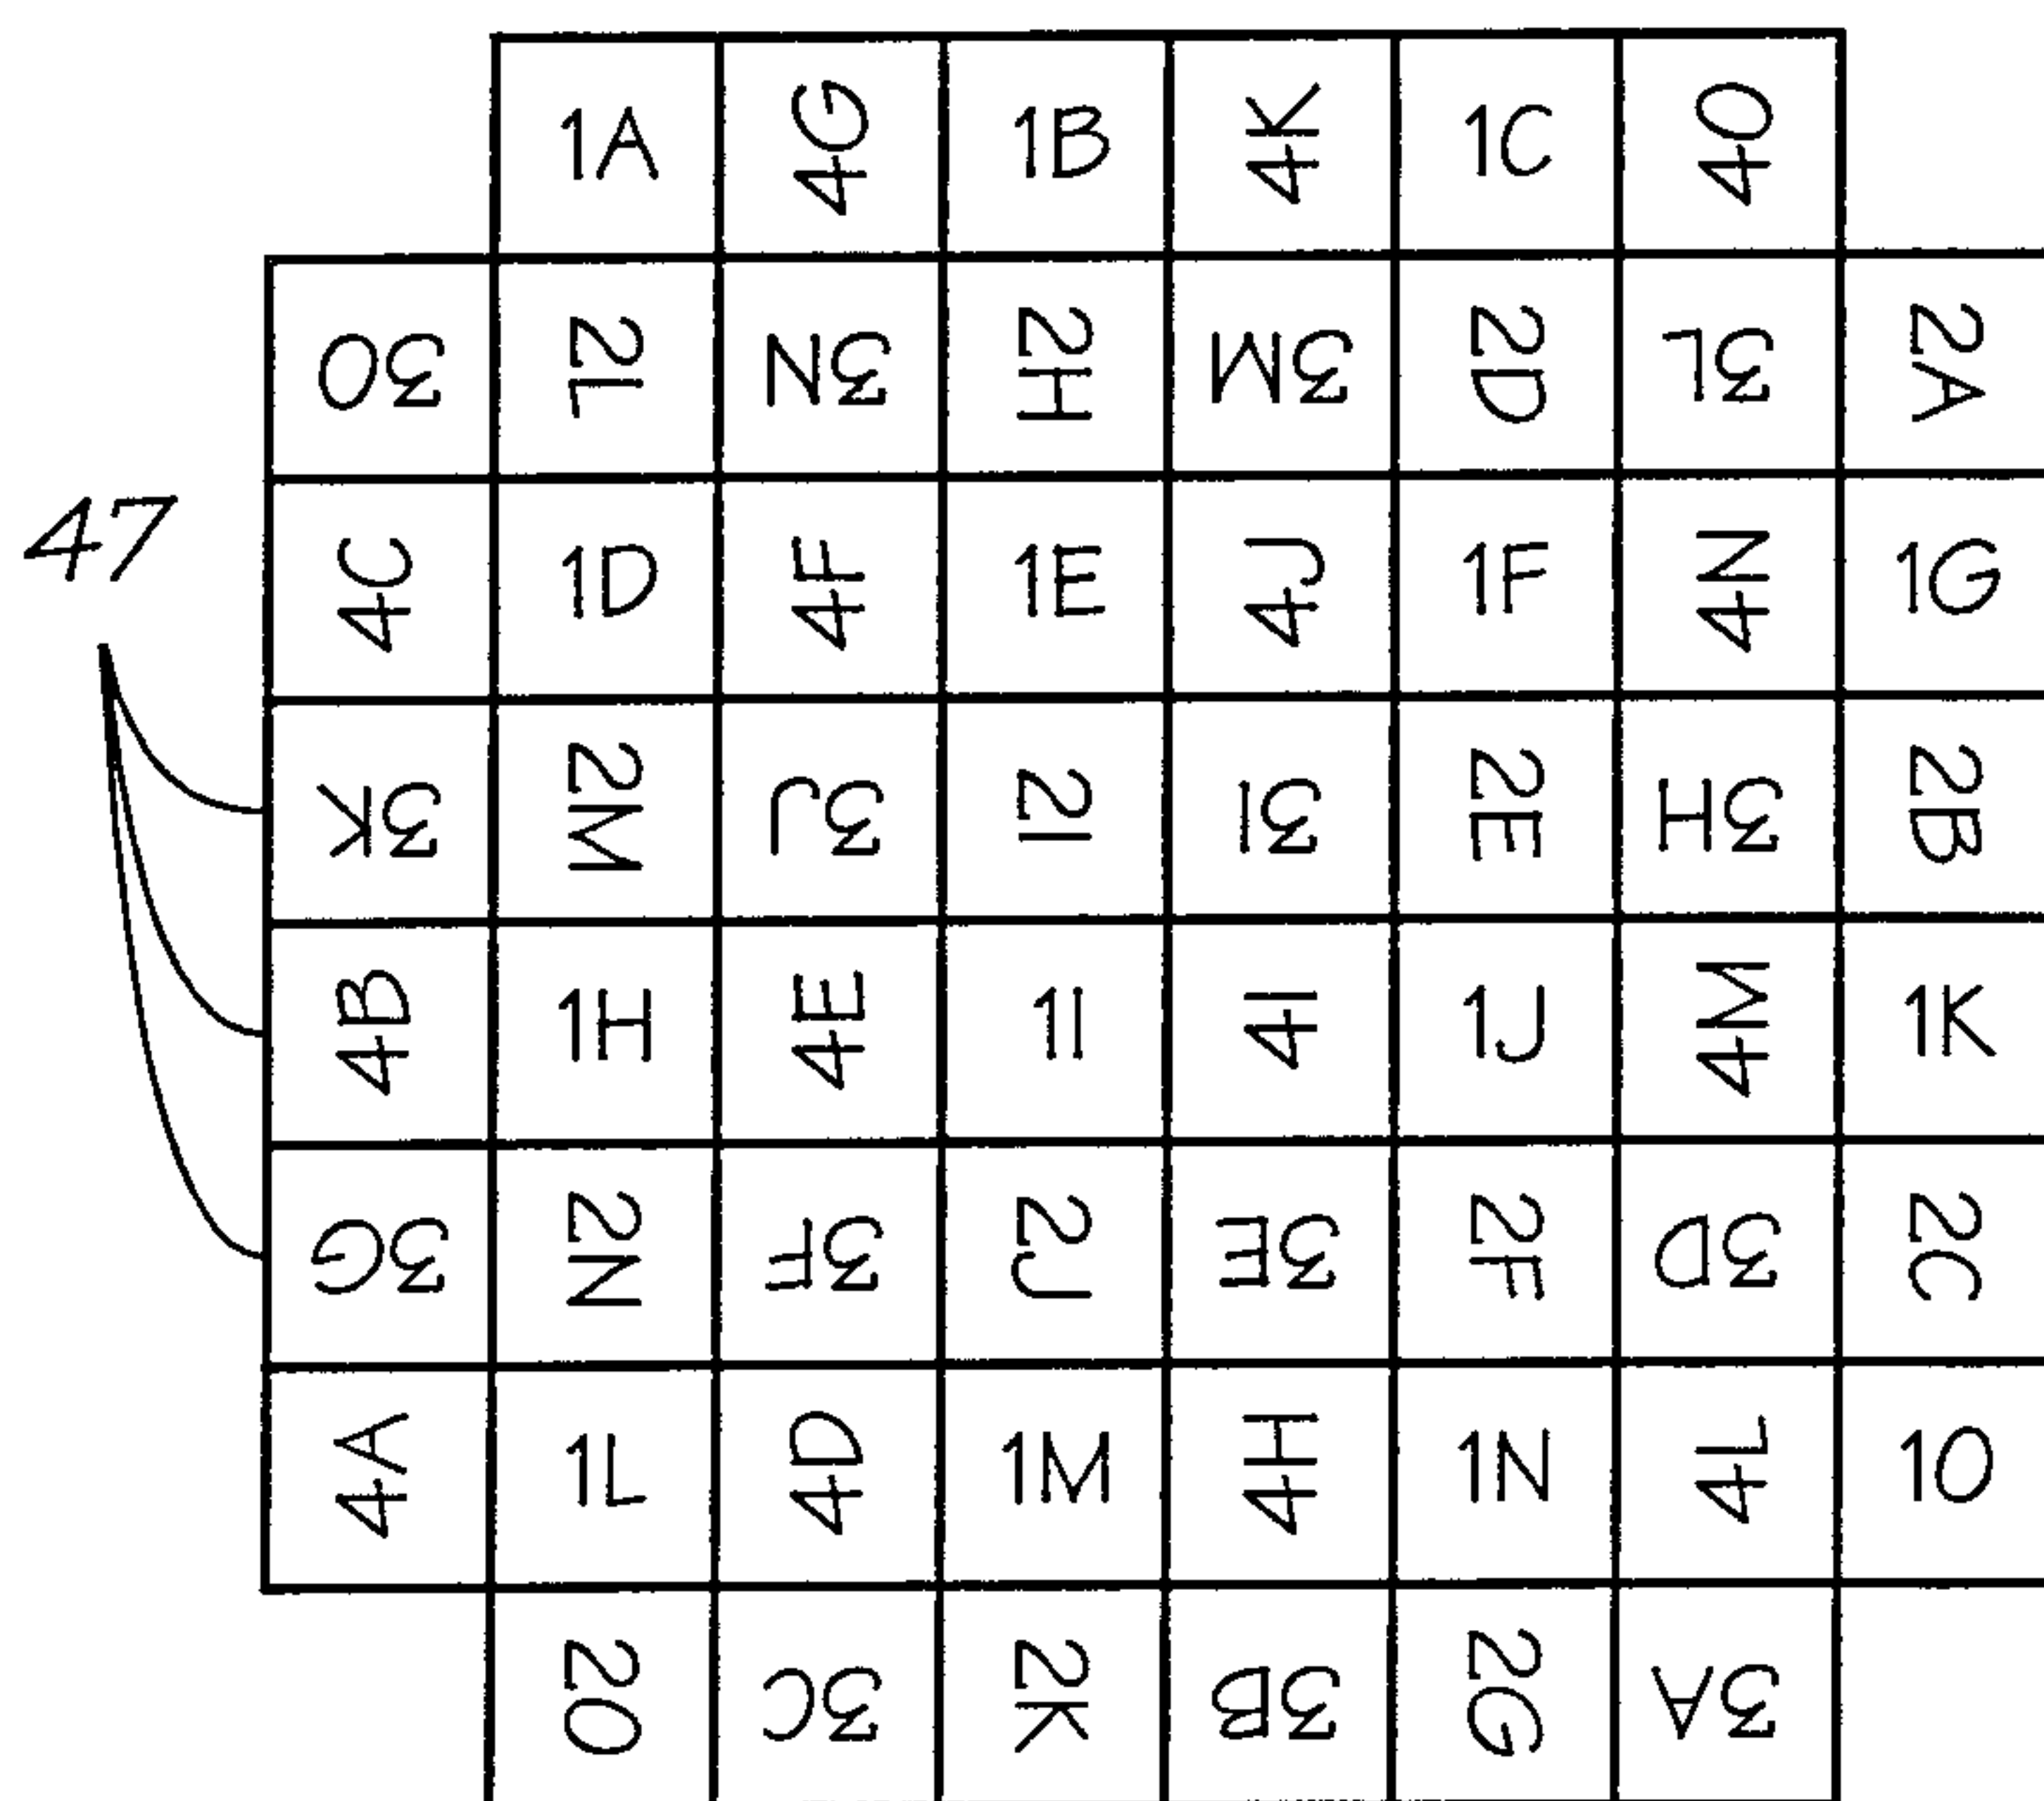 1A 4G 1B 4K 1C 4O
3O 2L 3N 2H 3M 2D 3L 2A
47
4C 1D 4F 1E 4J 1F 4N 1G
3K 2M 3J 2I 3I 2E 3H 2B
4B 1H 4E 1I 4I 1J 4M 1K
3G 2N 3F 2J 3E 2F 3D 2C
4A 1L 4D 1M 4H 1N 4L 1O
2O 3C 2K 3B 2G 3A